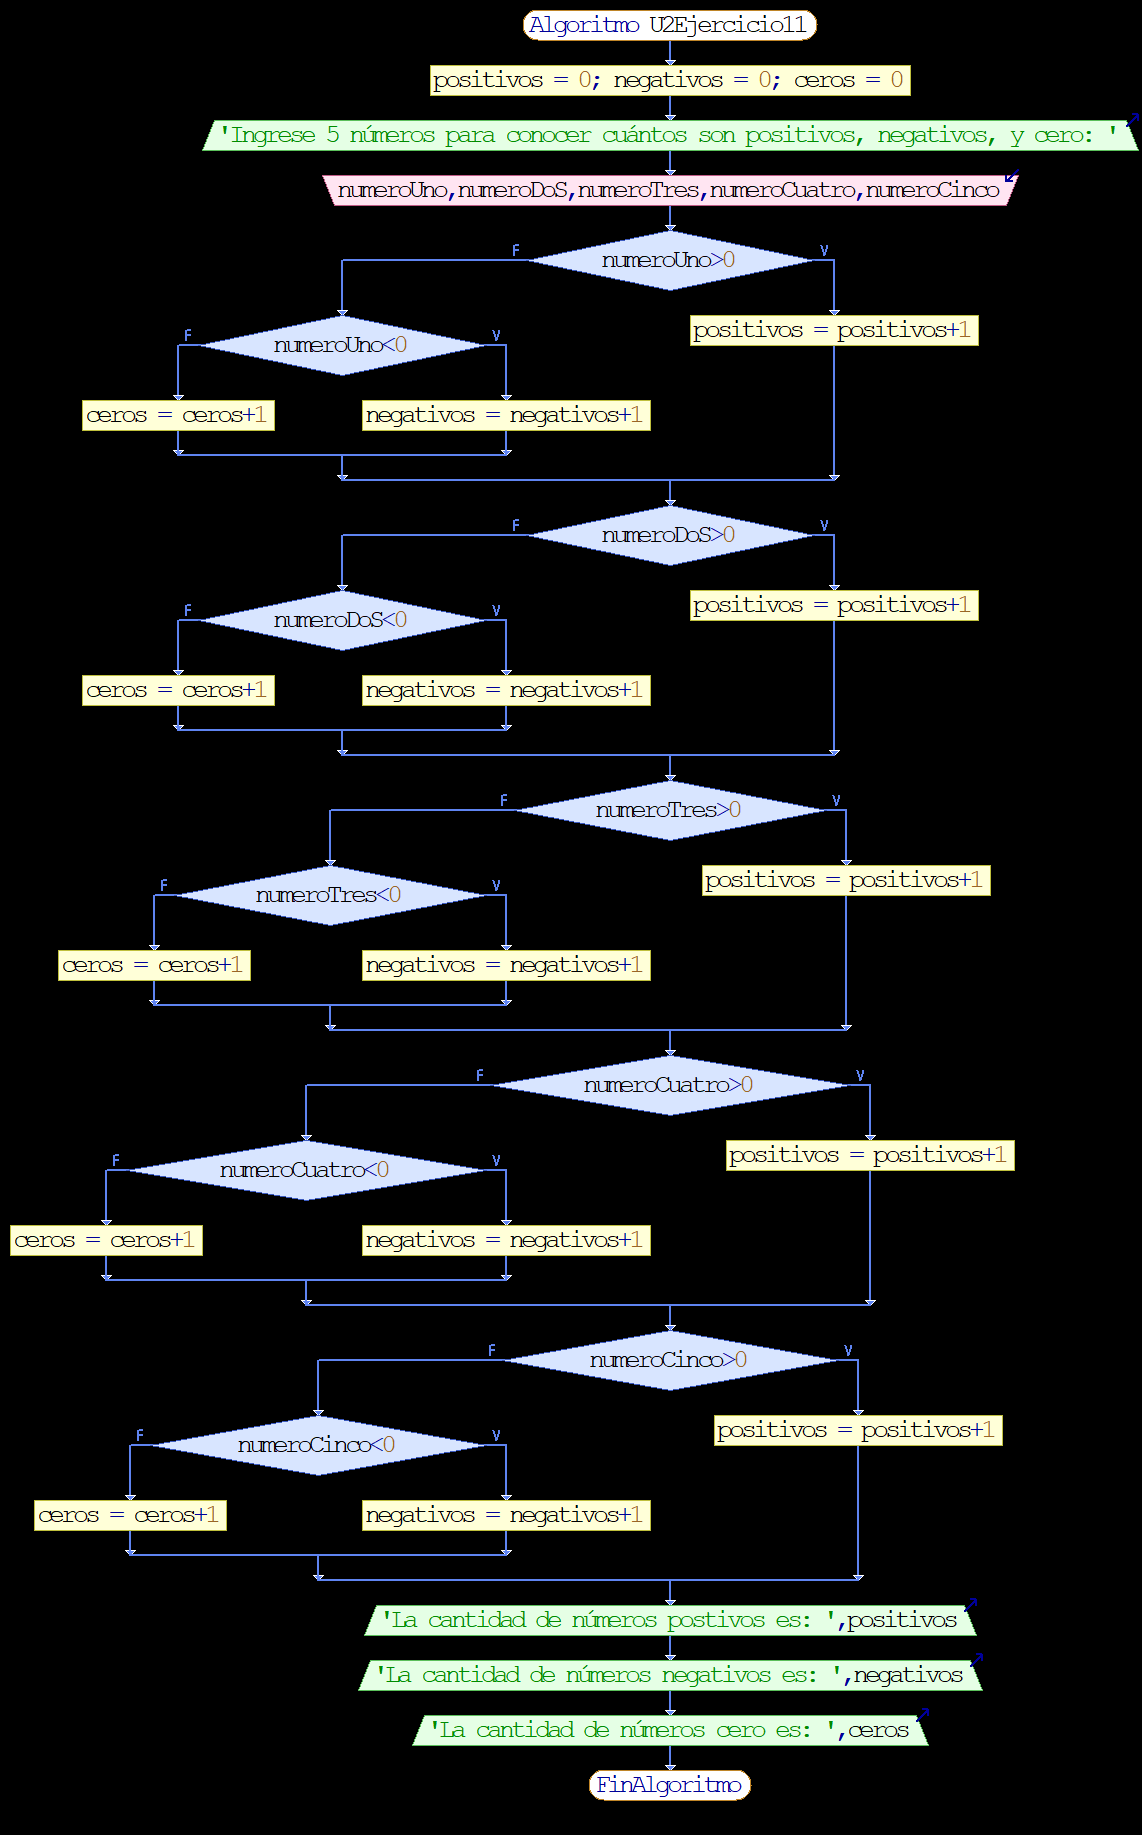 Algoritmo U2Ejercicio11
positivos = 0; negativos = 0; ceros = 0
'Ingrese 5 números para conocer cuántos son positivos, negativos, y cero: '
numeroUno,numeroDoS,numeroTres,numeroCuatro,numeroCinco
F
V
numeroUno>0
positivos = positivos+1
F
V
numeroUno<0
ceros = ceros+1
negativos = negativos+1
F
V
numeroDoS>0
positivos = positivos+1
F
V
numeroDoS<0
ceros = ceros+1
negativos = negativos+1
F
V
numeroTres>0
positivos = positivos+1
F
V
numeroTres<0
ceros = ceros+1
negativos = negativos+1
F
V
numeroCuatro>0
positivos = positivos+1
F
V
numeroCuatro<0
ceros = ceros+1
negativos = negativos+1
F
V
numeroCinco>0
positivos = positivos+1
F
V
numeroCinco<0
ceros = ceros+1
negativos = negativos+1
'La cantidad de números postivos es: ',positivos
'La cantidad de números negativos es: ',negativos
'La cantidad de números cero es: ',ceros
FinAlgoritmo